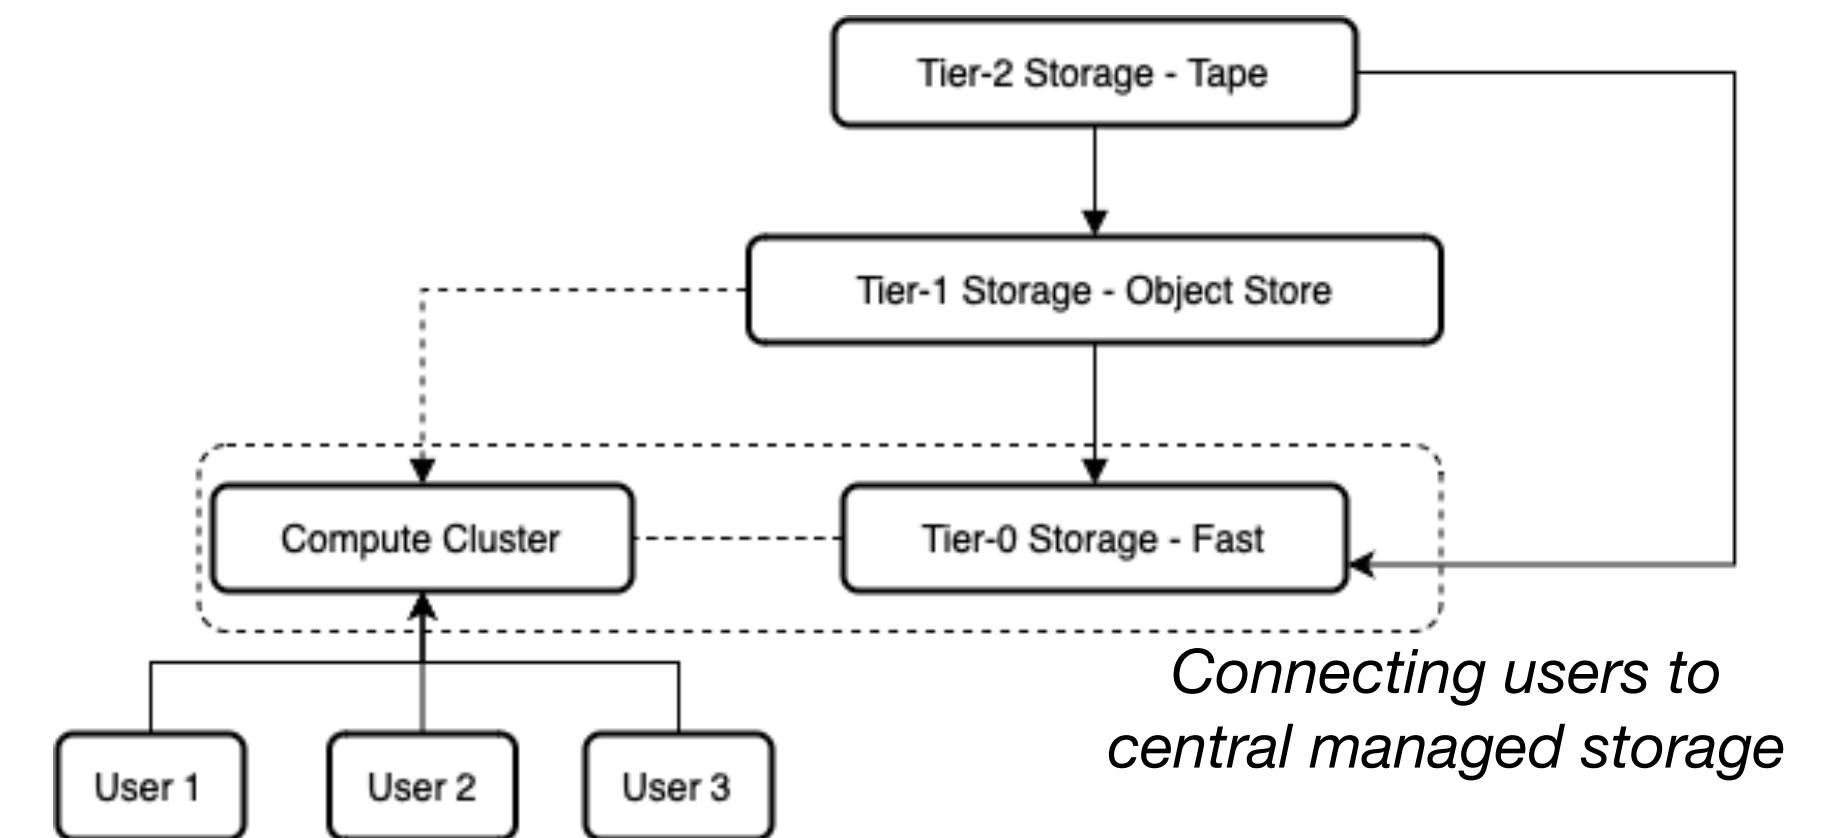 Tier-2 Storage - Tape
Tier-1 Storage - Object Store
Compute Cluster
Tier-0 Storage - Fast
Connecting users to
central managed storage
User 1
User 2
User 3